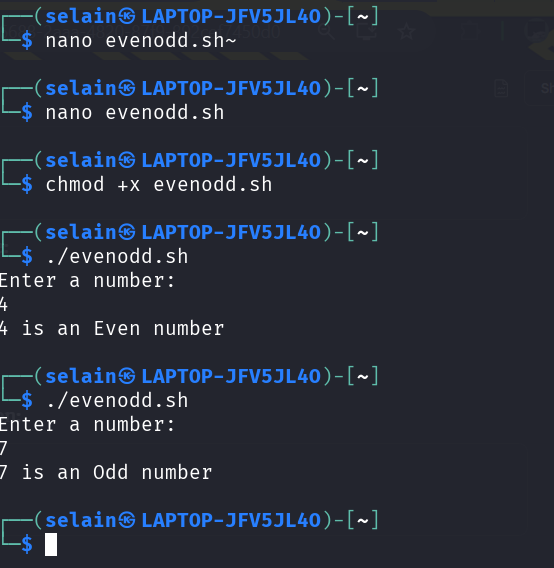 ┌──(selain㉿LAPTOP-JFV5JL4O)-[~]
└─$ nano evenodd.sh~
┌──(selain㉿LAPTOP-JFV5JL4O)-[~]
└─$ nano evenodd.sh
┌──(selain㉿LAPTOP-JFV5JL4O)-[~]
└─$ chmod +x evenodd.sh
┌──(selain㉿LAPTOP-JFV5JL4O)-[~]
└─$ ./evenodd.sh
Enter a number:
4
4 is an Even number
┌──(selain㉿LAPTOP-JFV5JL4O)-[~]
└─$ ./evenodd.sh
Enter a number:
7
7 is an Odd number
┌──(selain㉿LAPTOP-JFV5JL4O)-[~]
└─$